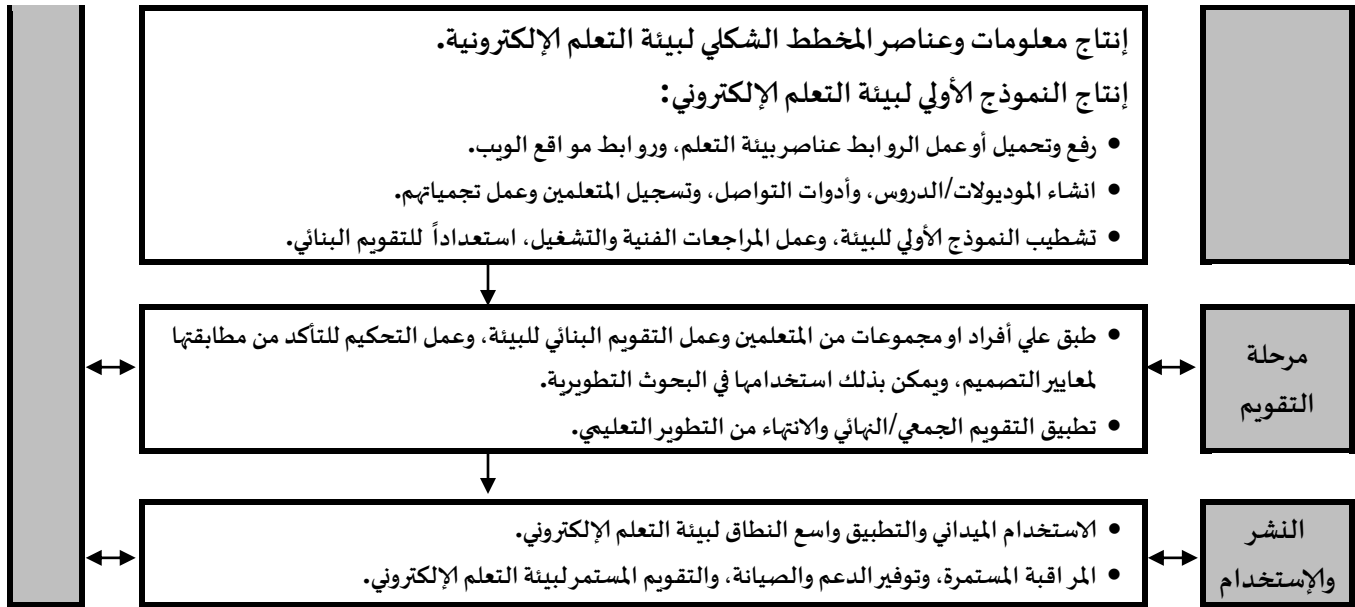 إنتاج معلومات وعناصر المخطط الشكلي لبيئة التعلم الإلكترونية.
إنتاج النموذج الأولي لبيئة التعلم الإلكتروني:
● رفع وتحميل أو عمل الروابط عناصر بيئة التعلم، وروابط مواقع الويب.
● انشاء الموديولات/الدروس، وأدوات التواصل، وتسجيل المتعلمين وعمل تجمياتهم.
● تشطيب النموذج الأولي للبيئة، وعمل المراجعات الفنية والتشغيل، استعداداً للتقويم البنائي.
مرحلة
التقويم
● طبق علي أفراد او مجموعات من المتعلمين وعمل التقويم البنائي للبيئة، وعمل التحكيم للتأكد من مطابقتها
لمعايير التصميم، ويمكن بذلك استخدامها في البحوث التطويرية.
● تطبيق التقويم الجمعي/النهائي والانتهاء من التطوير التعليمي.
النشر
والإستخدام
● الاستخدام الميداني والتطبيق واسع النطاق لبيئة التعلم الإلكتروني.
● المراقبة المستمرة، وتوفير الدعم والصيانة، والتقويم المستمر لبيئة التعلم الإلكتروني.